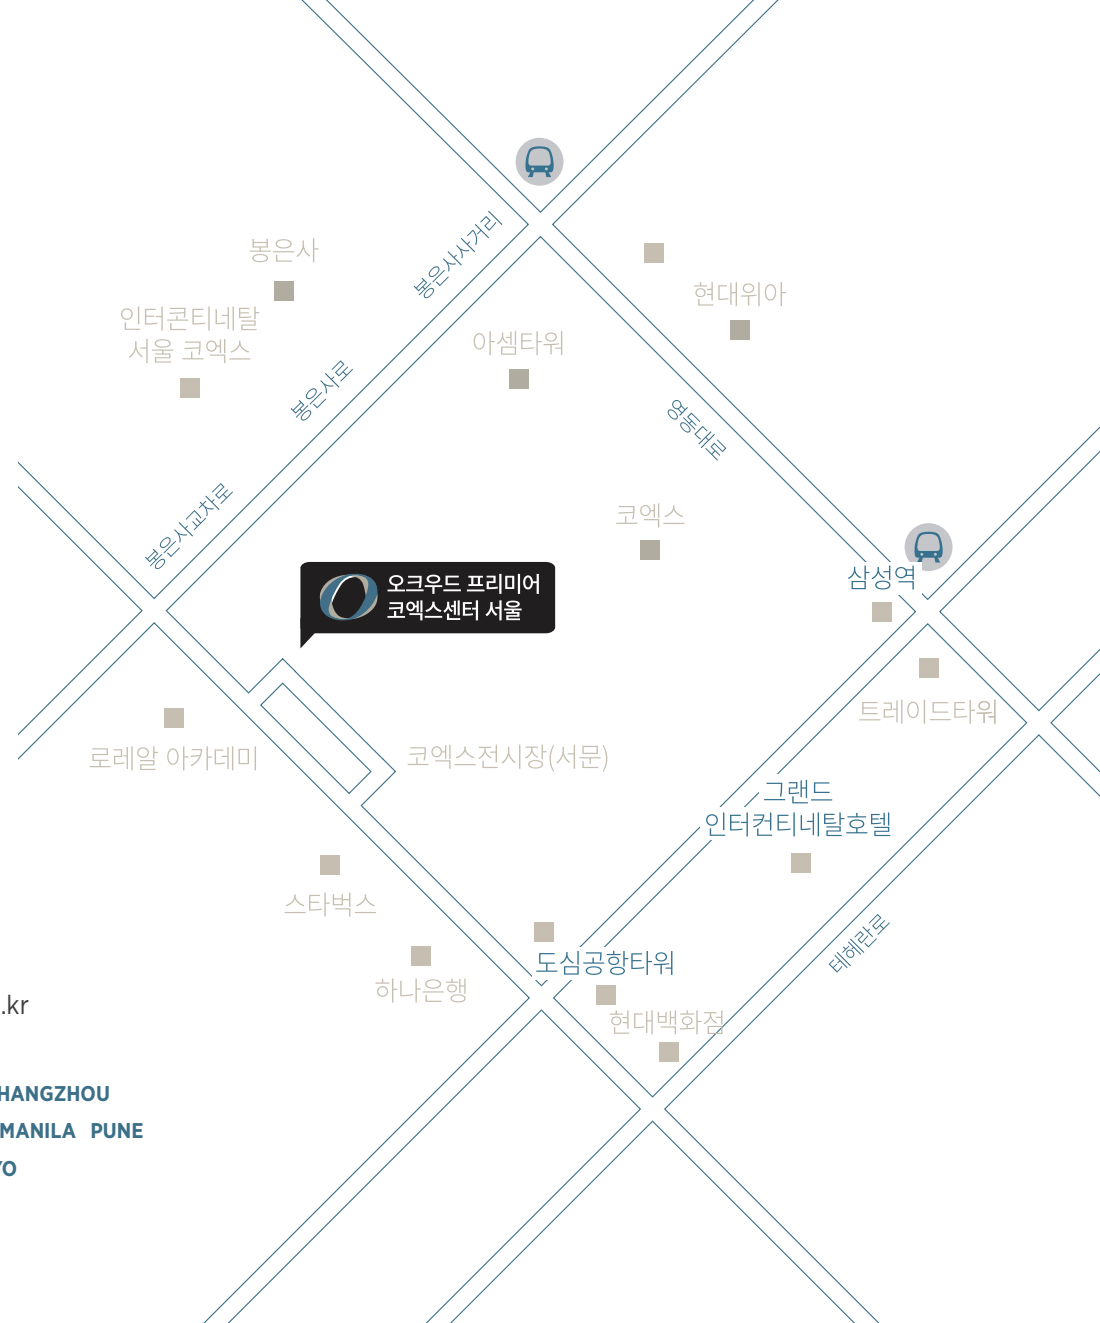 봉은사사거리
봉은사
현대위아
인터콘티네탈
서울 코엑스
아셈타워
봉은사로
영동대로
봉은사교차로
코엑스
삼성역
오크우드 프리미어
코엑스센터 서울
트레이드타워
로레알 아카데미
코엑스전시장(서문)
그랜드
인터컨티네탈호텔
스타벅스
테헤란로
도심공항타워
하나은행
현대백화점
.kr
HANGZHOU
MANILA PUNE
YO